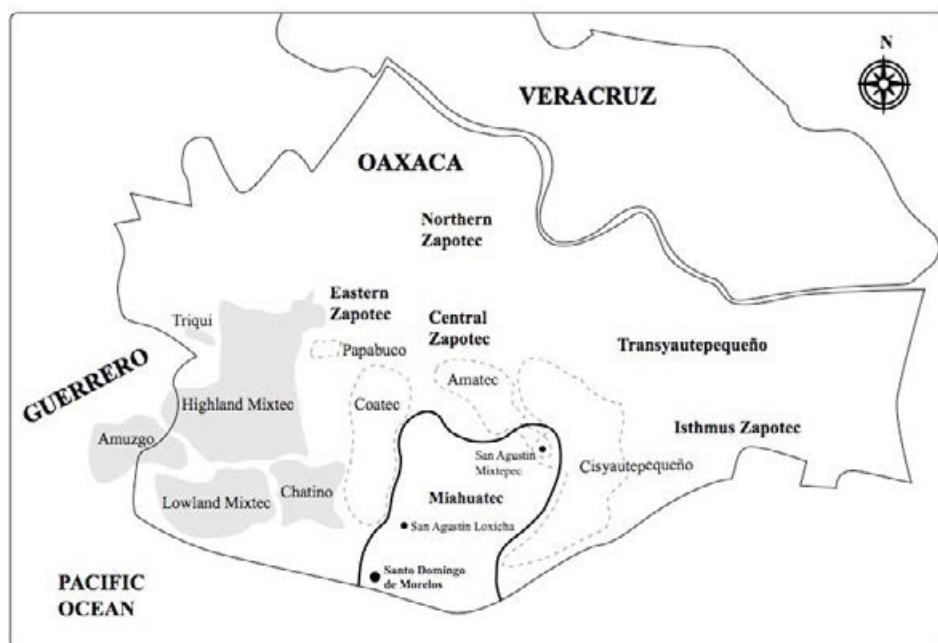 N
VERACRUZ
OAXACA
Northern
Zapotec
Eastern
Zapotec
Central
Zapotec
Triqui
Papabuco
Transyautepequeño
GUERRERO
Amatec
Highland Mixtec
Coatec
Isthmus Zapotec
Amuzgo
San Agustín
Mixtepec
Cisyautepequeño
Chatino
Lowland Mixtec
Miahuatec
San Agustín Loxicha
Santo Domingo
de Morelos
PACIFIC
OCEAN